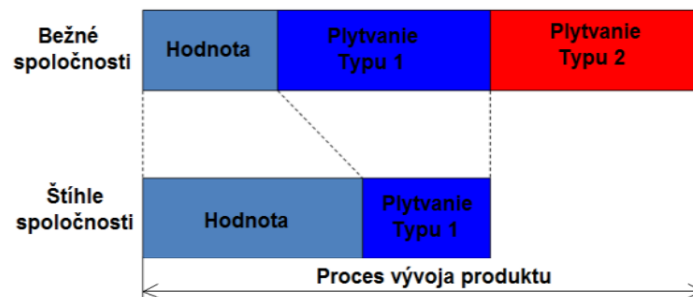 Bežné
spoločnosti
Hodnota
Plytvanie
Typu 1
Plytvanie
Typu 2
Štíhle
spoločnosti
Hodnota
Plytvanie
Typu 1
Proces vývoja produktu